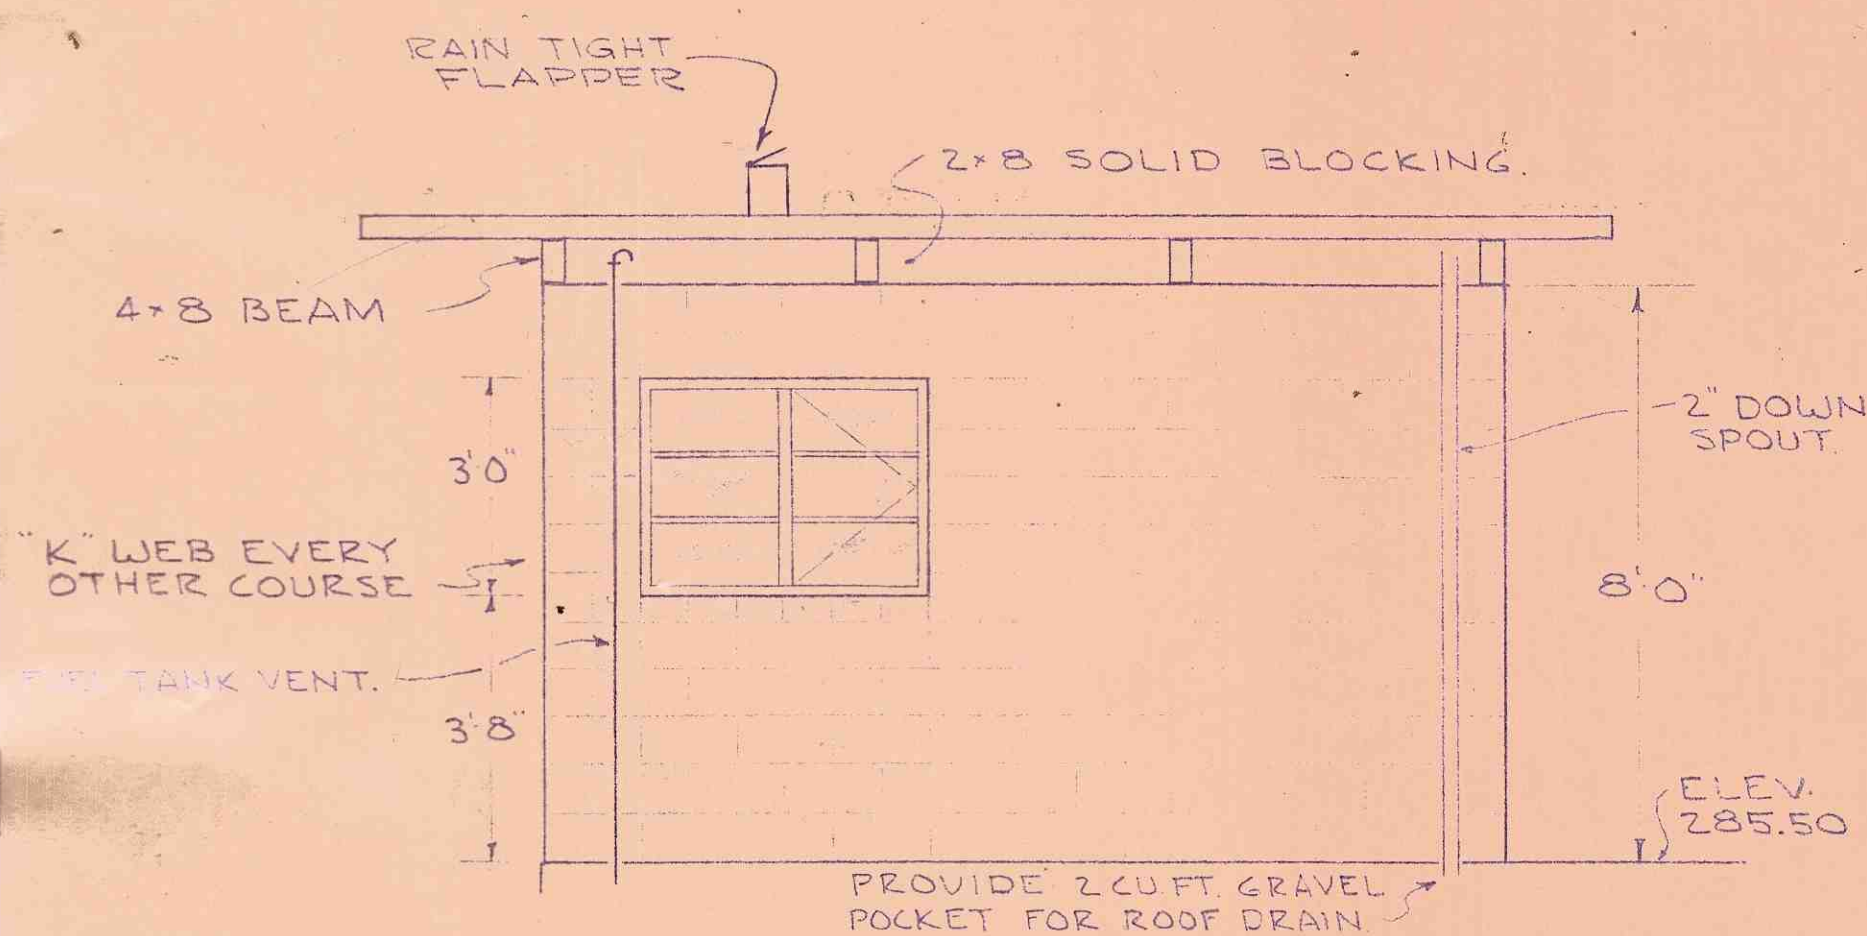 RAIN TIGHT
FLAPPER
2×8 SOLID BLOCKING.
4×8 BEAM
2" DOWN
SPOUT.
3'0"
"K" WEB EVERY
OTHER COURSE
8'-0"
FUEL TANK VENT.
3'-8"
ELEV.
285.50
PROVIDE 2 CU. FT. GRAVEL
POCKET FOR ROOF DRAIN.